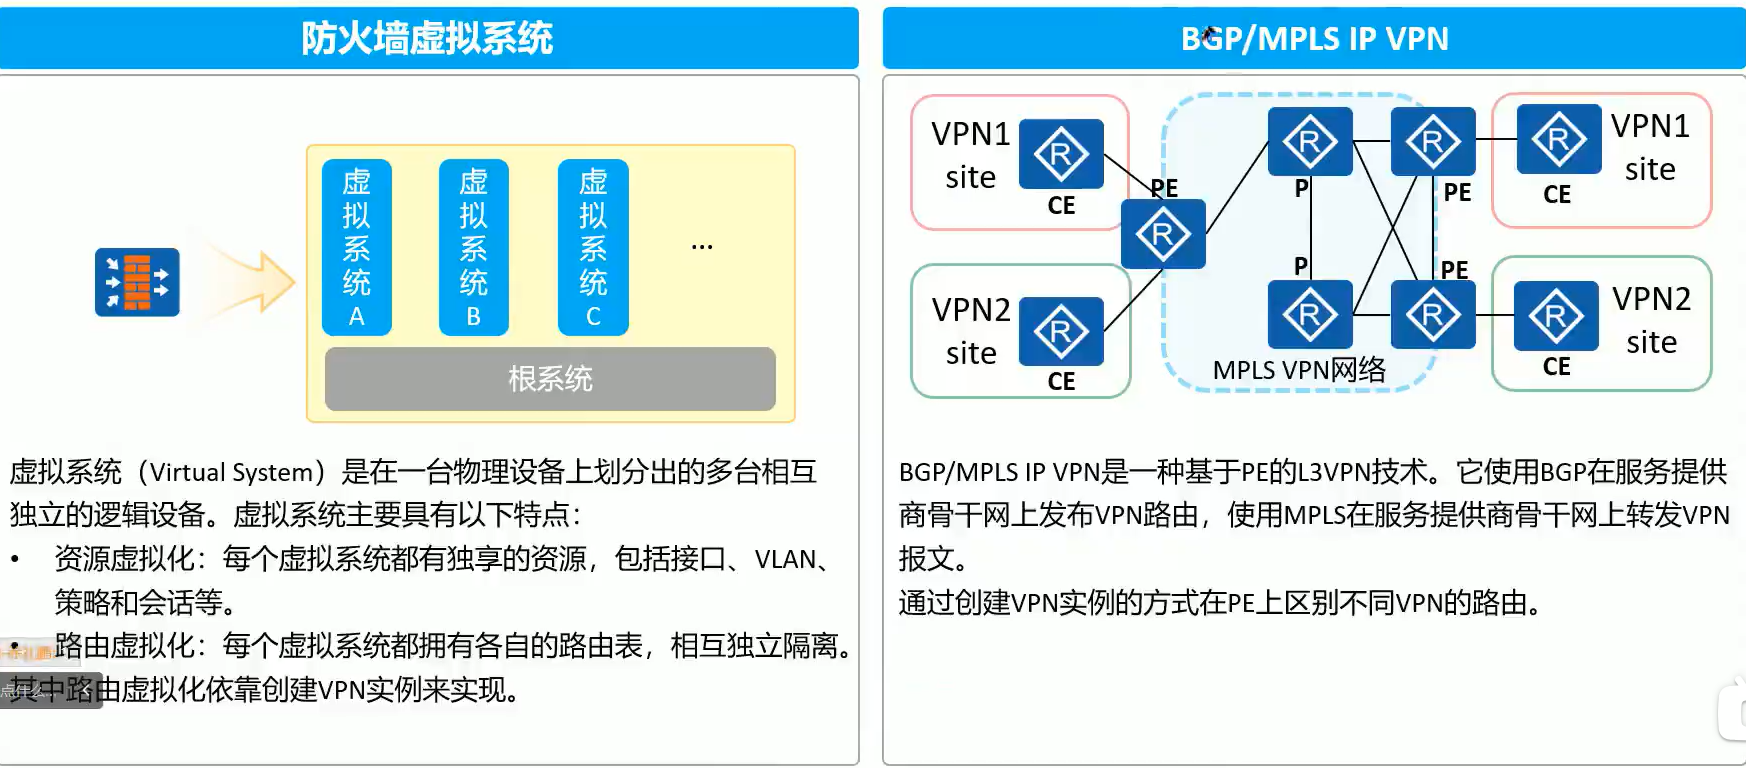 防火墙虚拟系统
虚拟系统A
虚拟系统B
虚拟系统C
...
根系统
虚拟系统（Virtual System）是在一台物理设备上划分出的多台相互
独立的逻辑设备。虚拟系统主要具有以下特点：
• 资源虚拟化：每个虚拟系统都有独享的资源，包括接口、VLAN、
策略和会话等。
• 路由虚拟化：每个虚拟系统都拥有各自的路由表，相互独立隔离。
其中路由虚拟化依靠创建VPN实例来实现。
BGP/MPLS IP VPN
VPN1
site
CE
PE
P
PE
CE
VPN1
site
VPN2
site
CE
P
PE
CE
VPN2
site
MPLS VPN网络
BGP/MPLS IP VPN是一种基于PE的L3VPN技术。它使用BGP在服务提供
商骨干网上发布VPN路由，使用MPLS在服务提供商骨干网上转发VPN
报文。
通过创建VPN实例的方式在PE上区别不同VPN的路由。